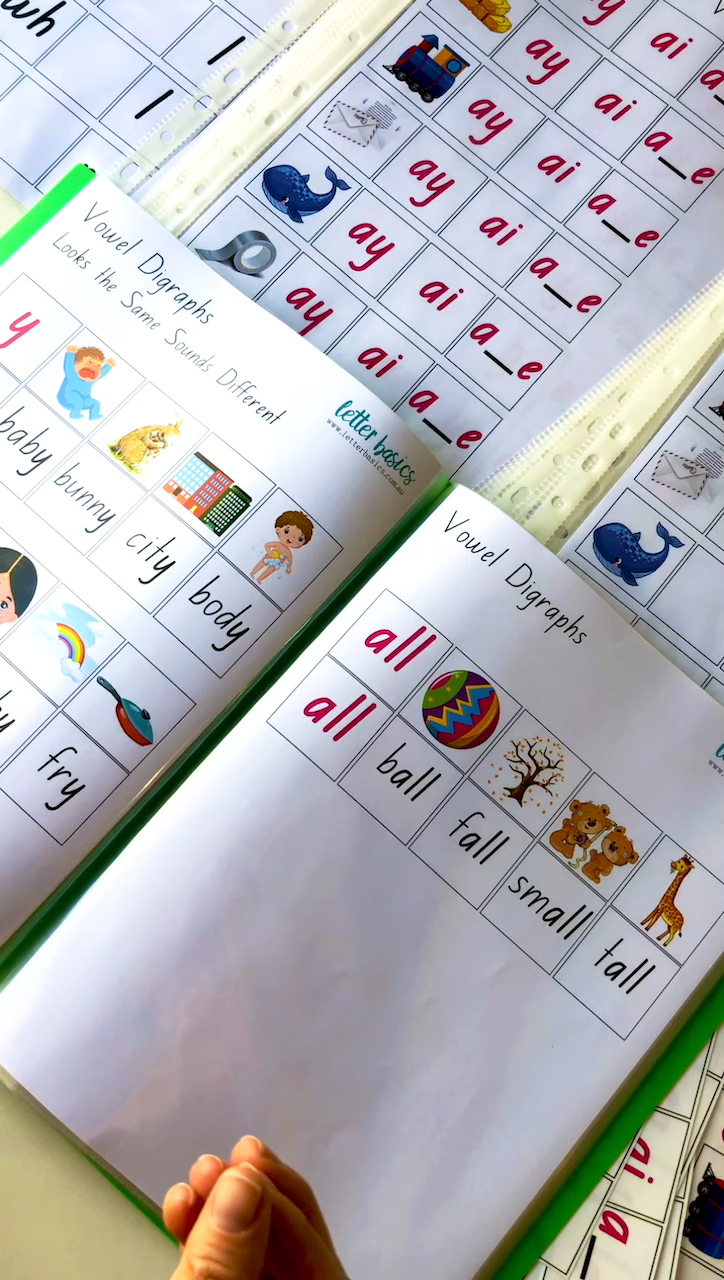 wh
ay ai
ay ai a_e
ay ai a_e
ay ai a_e
ay ai a_e
ay ai a_e
Vowel Digraphs
Looks the Same Sounds Different
letter basics
www.letterbasics.com.au
y
baby bunny city body
fry
Vowel Digraphs
all
all ball fall small tall
ai
a